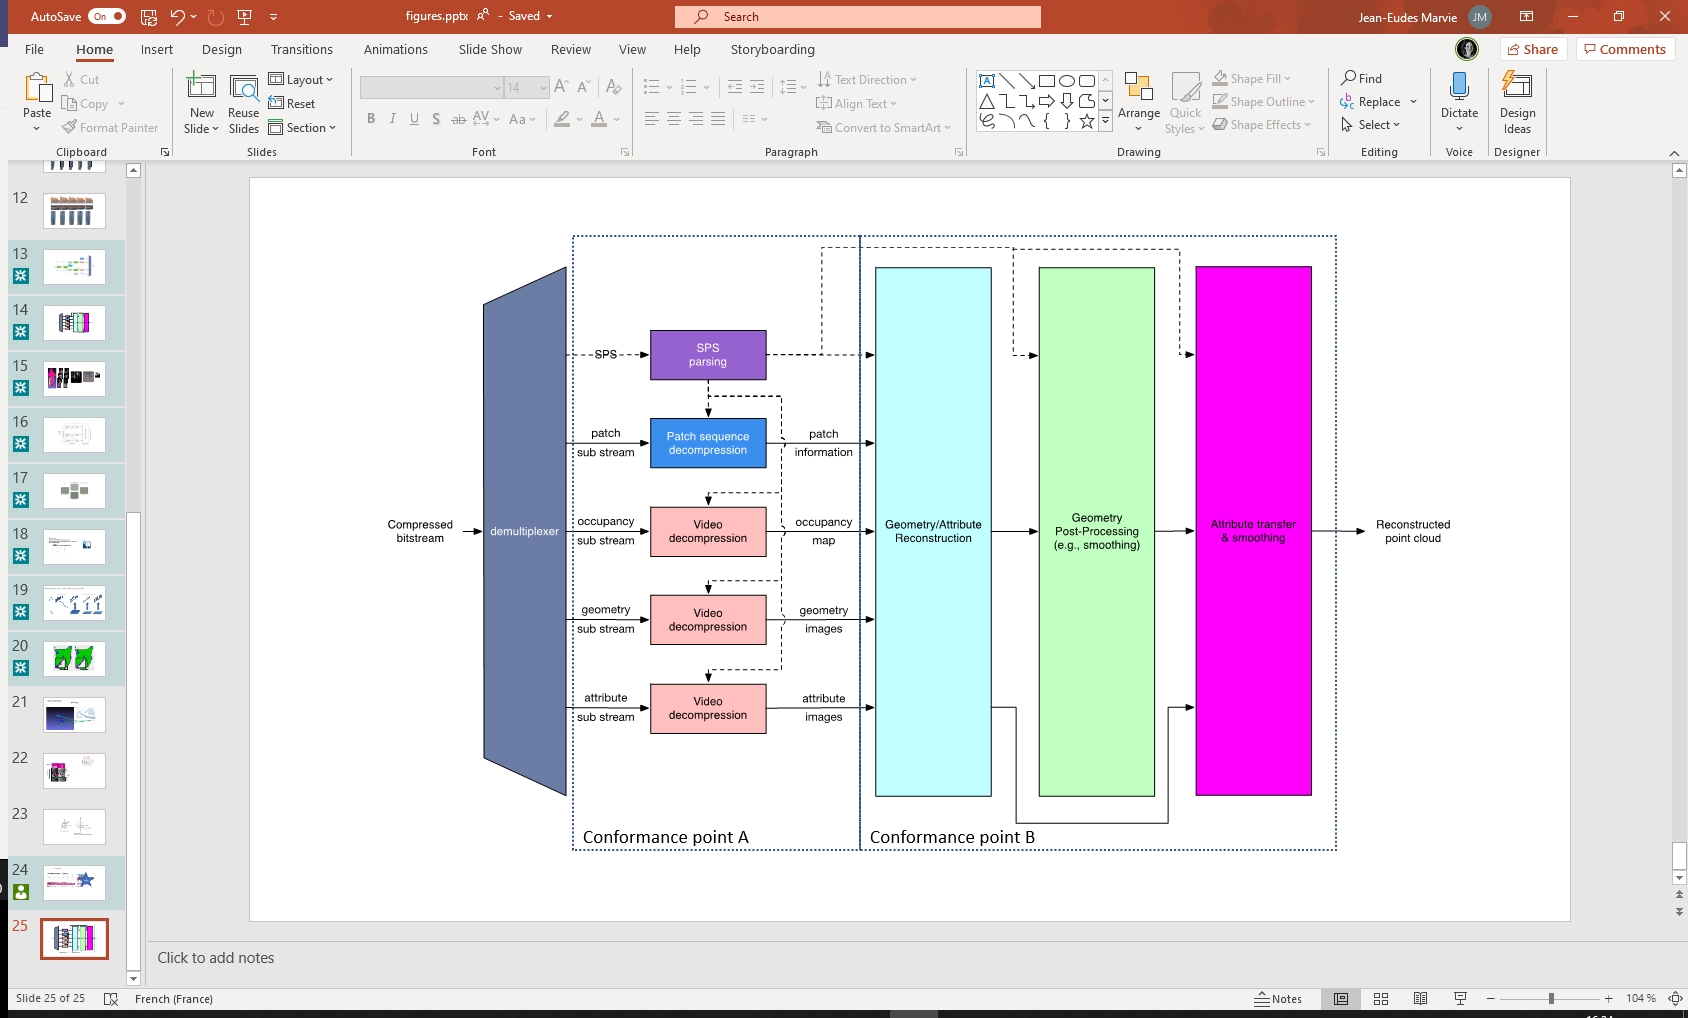 AutoSave On figures.pptx - Saved Search Jean-Eudes Marvie JM
File Home Insert Design Transitions Animations Slide Show Review View Help Storyboarding Share Comments
Paste
Cut
Copy
Format Painter
Clipboard
New
Slide
Reuse
Slides
Layout
Reset
Section
Slides
14
B I U S ab AV Aa A
Font
Text Direction
Align Text
Convert to SmartArt
Paragraph
Arrange
Quick
Styles
Shape Fill
Shape Outline
Shape Effects
Drawing
Find
Replace
Select
Editing
Dictate
Voice
Design
Ideas
Designer
12
13
14
15
16
17
18
19
20
21
22
23
24
25
Compressed
bitstream
demultiplexer
SPS
SPS
parsing
patch
sub stream
Patch sequence
decompression
patch
information
occupancy
sub stream
Video
decompression
occupancy
map
geometry
sub stream
Video
decompression
geometry
images
attribute
sub stream
Video
decompression
attribute
images
Geometry/Attribute
Reconstruction
Geometry
Post-Processing
(e.g., smoothing)
Attribute transfer
& smoothing
Reconstructed
point cloud
Conformance point A
Conformance point B
Click to add notes
Slide 25 of 25 French (France) Notes 104 %